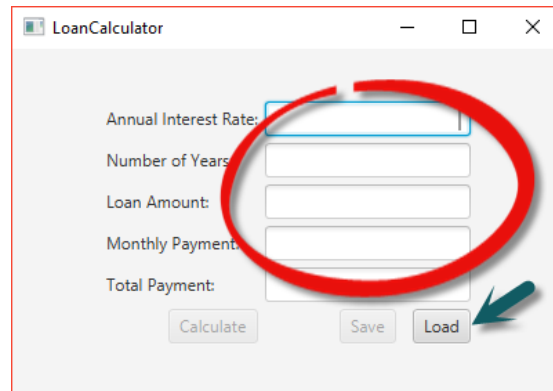 LoanCalculator
Annual Interest Rate:
Number of Years
Loan Amount:
Monthly Payment:
Total Payment:
Calculate Save Load